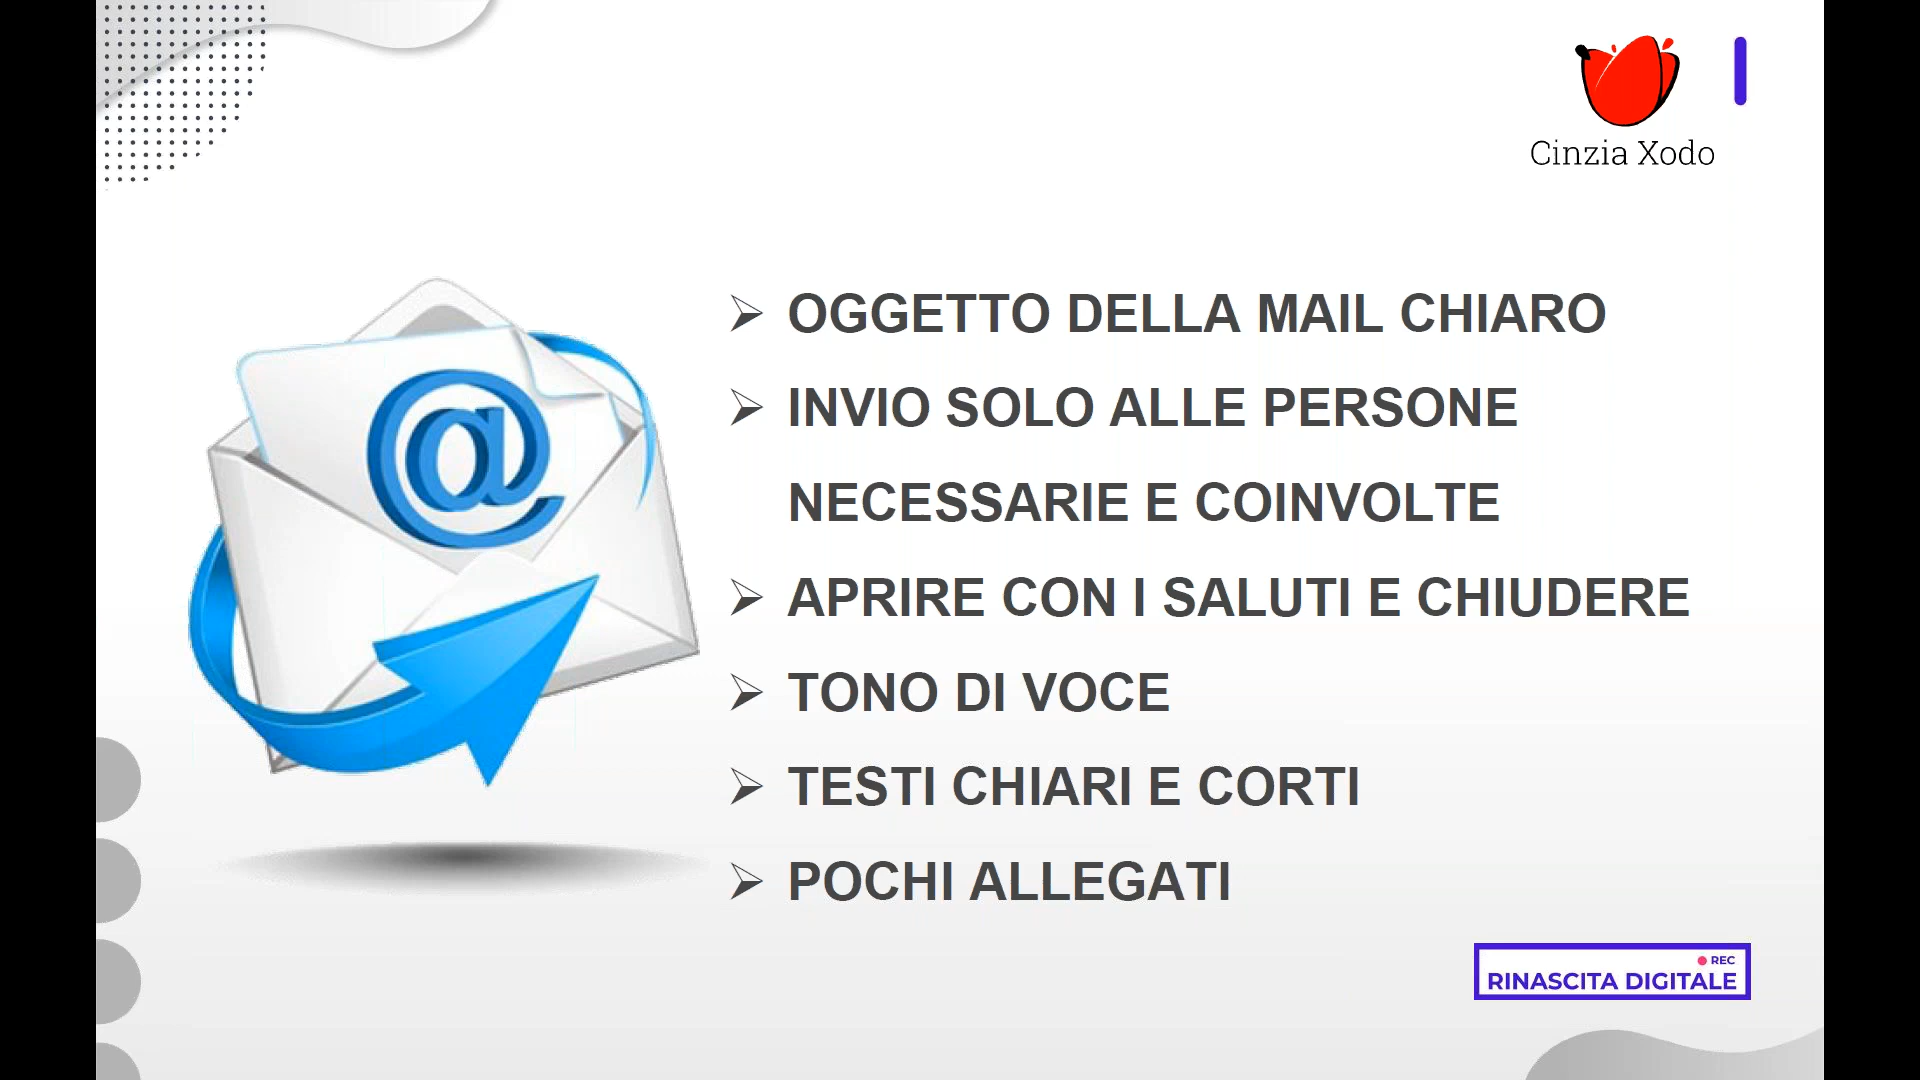 Cinzia Xodo
@
OGGETTO DELLA MAIL CHIARO
INVIO SOLO ALLE PERSONE
NECESSARIE E COINVOLTE
APRIRE CON I SALUTI E CHIUDERE
TONO DI VOCE
TESTI CHIARI E CORTI
POCHI ALLEGATI
REC
RINASCITA DIGITALE